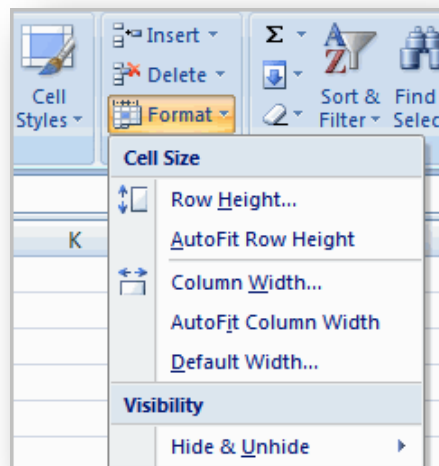 Insert
Delete
Format
Cell
Styles
Σ
A
Z
Sort &
Filter
Find
Selec
Cell Size
Row Height...
AutoFit Row Height
Column Width...
AutoFit Column Width
Default Width...
Visibility
Hide & Unhide
K